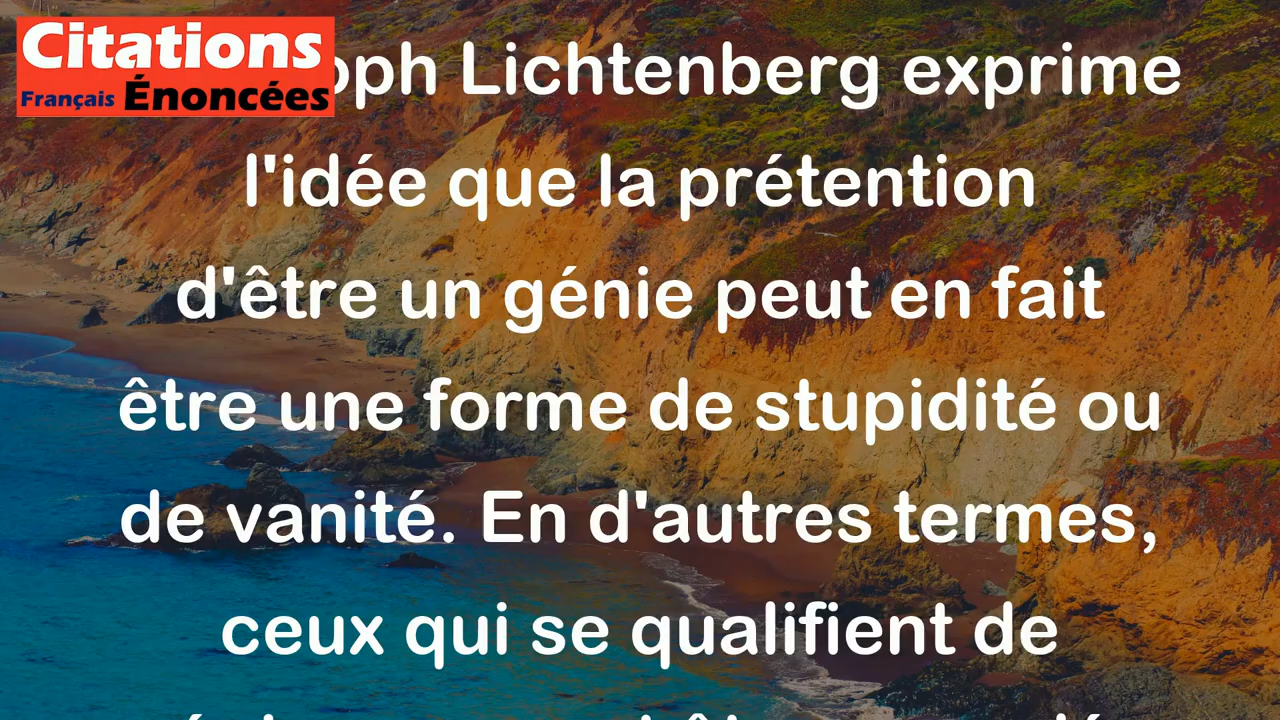 Citations
Français Énoncées
oph Lichtenberg exprime
l'idée que la prétention
d'être un génie peut en fait
être une forme de stupidité ou
de vanité. En d'autres termes,
ceux qui se qualifient de